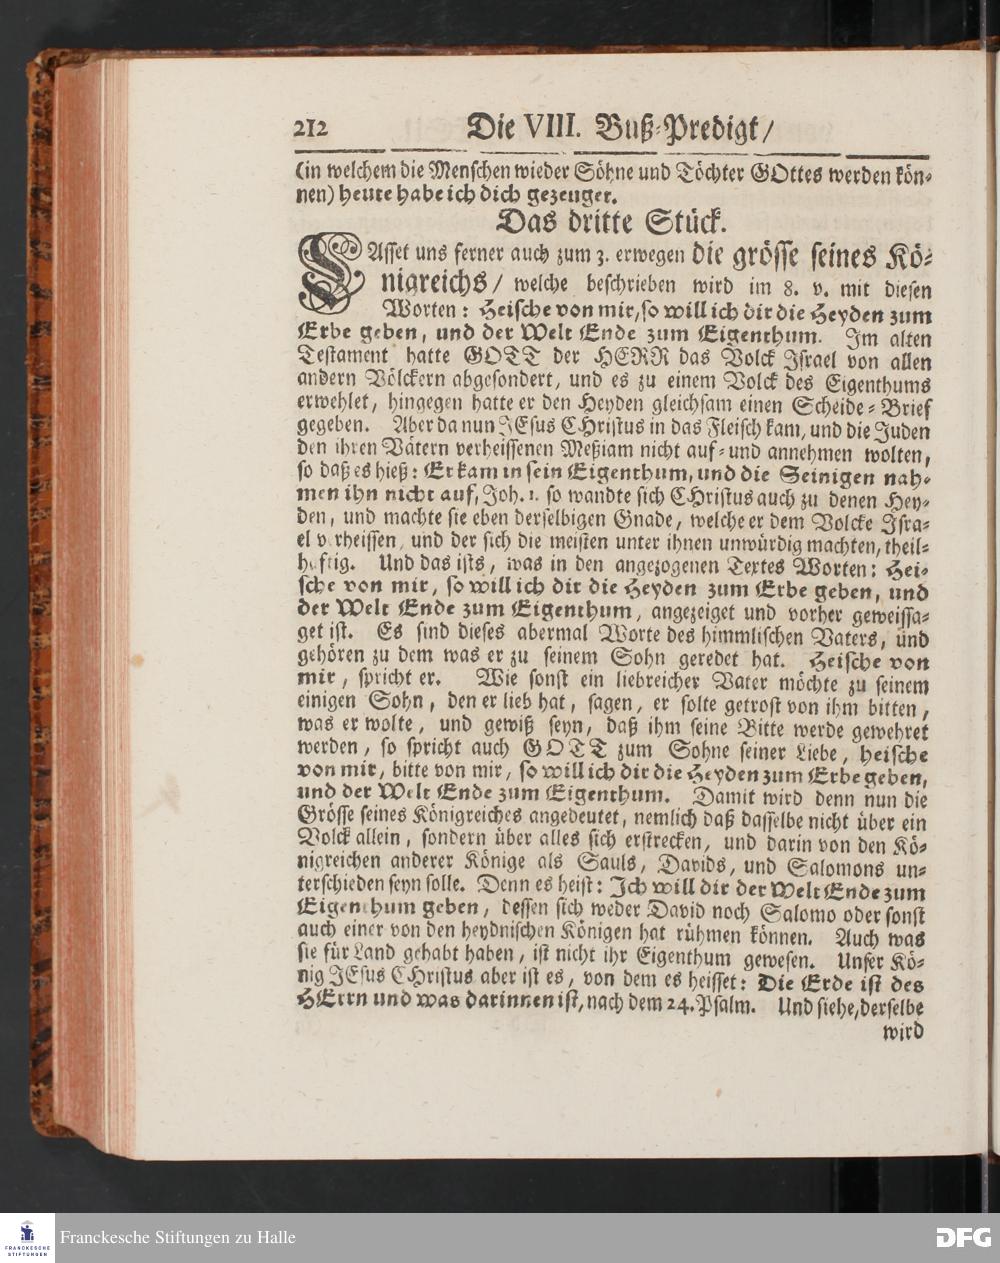 212 Die VIII. Buß-Predigt/
(in welchem die Menschen wieder Söhne und Töchter GOttes werden kön-
nen) heute habe ich dich gezeuget.
Das dritte Stück.
LAsset uns ferner auch zum 3. erwegen die grösse seines Kö-
nigreichs / welche beschrieben wird im 8. v. mit diesen
Worten: Heische von mir, so will ich dir die Heyden zum
Erbe geben, und der Welt Ende zum Eigenthum. Im alten
Testament hatte GOTT der HERR das Volck Israel von allen
andern Völckern abgesondert, und es zu einem Volck des Eigenthums
erwehlet, hingegen hatte er den Heyden gleichsam einen Scheide-Brief
gegeben. Aber da nun JEsus CHristus in das Fleisch kam, und die Juden
den ihren Vätern verheissenen Meßiam nicht auf- und annehmen wolten,
so daß es hieß: Er kam in sein Eigenthum, und die Seinigen nah-
men ihn nicht auf, Joh. 1. so wandte sich CHristus auch zu denen Hey-
den, und machte sie eben derselbigen Gnade, welche er dem Volcke Isra-
el verheissen, und der sich die meisten unter ihnen unwürdig machten, theil-
haftig. Und das ists, was in den angezogenen Textes Worten: Hei-
sche von mir, so will ich dir die Heyden zum Erbe geben, und
der Welt Ende zum Eigenthum, angezeiget und vorher geweissa-
get ist. Es sind dieses abermal Worte des himmlischen Vaters, und
gehören zu dem was er zu seinem Sohn geredet hat. Heische von
mir, spricht er. Wie sonst ein liebreicher Vater möchte zu seinem
einigen Sohn, den er lieb hat, sagen, er solte getrost von ihm bitten,
was er wolte, und gewiß seyn, daß ihm seine Bitte werde gewehret
werden, so spricht auch GOTT zum Sohne seiner Liebe, heische
von mir, bitte von mir, so will ich dir die Heyden zum Erbe geben,
und der Welt Ende zum Eigenthum. Damit wird denn nun die
Grösse seines Königreiches angedeutet, nemlich daß dasselbe nicht über ein
Volck allein, sondern über alles sich erstrecken, und darin von den Kö-
nigreichen anderer Könige als Sauls, Davids, und Salomons un-
terschieden seyn solle. Denn es heist: Ich will dir der Welt Ende zum
Eigenthum geben, dessen sich weder David noch Salomo oder sonst
auch einer von den heydnischen Königen hat rühmen können. Auch was
sie für Land gehabt haben, ist nicht ihr Eigenthum gewesen. Unser Kö-
nig JEsus CHristus aber ist es, von dem es heisset: Die Erde ist des
HErrn und was darinnen ist, nach dem 24. Psalm. Und siehe, derselbe
wird
FRANCKESCHE STIFTUNGEN
Franckesche Stiftungen zu Halle
DFG